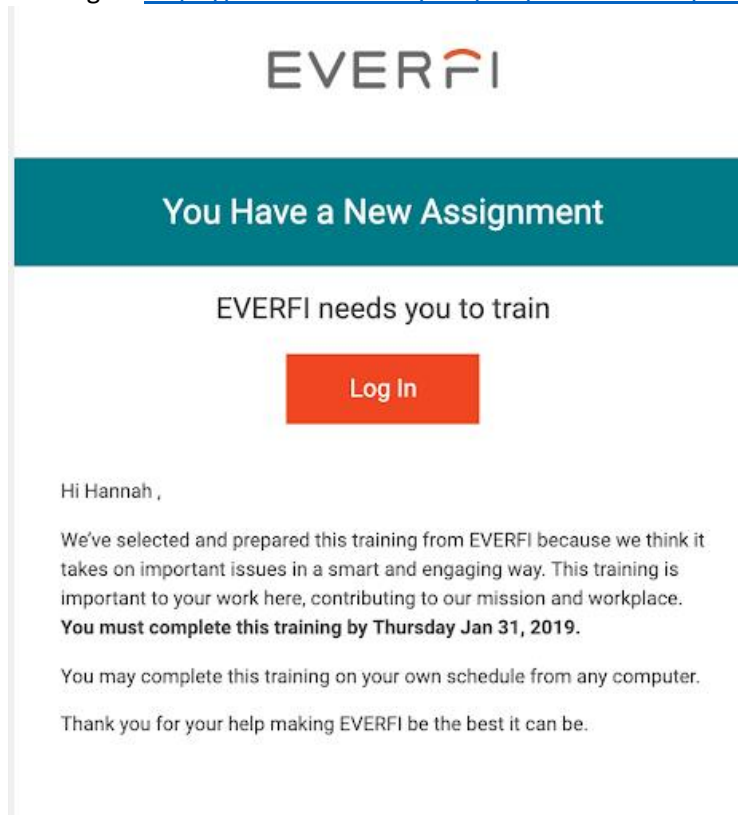 EVERFI
You Have a New Assignment
EVERFI needs you to train
Log In
Hi Hannah ,
We've selected and prepared this training from EVERFI because we think it
takes on important issues in a smart and engaging way. This training is
important to your work here, contributing to our mission and workplace.
You must complete this training by Thursday Jan 31, 2019.
You may complete this training on your own schedule from any computer.
Thank you for your help making EVERFI be the best it can be.